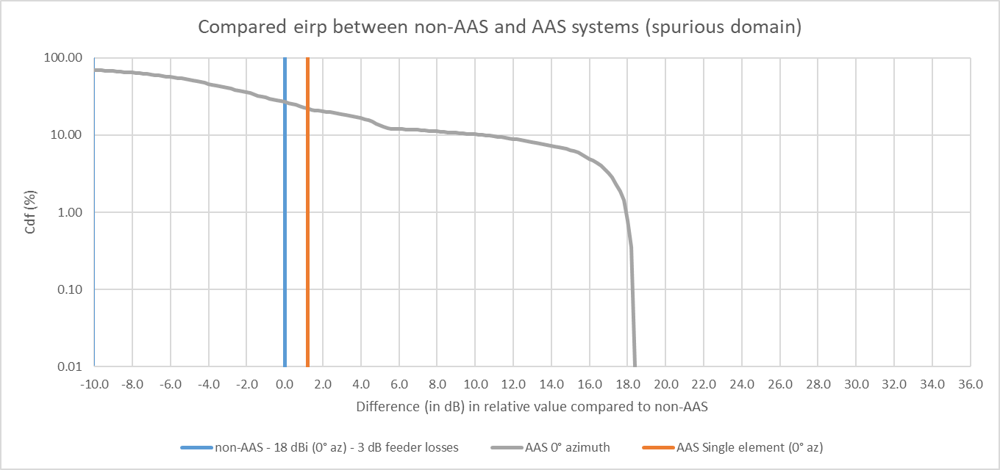 Compared eirp between non-AAS and AAS systems (spurious domain)
100.00
10.00
1.00
0.10
0.01
Cdf (%)
-10.0 -8.0 -6.0 -4.0 -2.0 0.0 2.0 4.0 6.0 8.0 10.0 12.0 14.0 16.0 18.0 20.0 22.0 24.0 26.0 28.0 30.0 32.0 34.0 36.0
Difference (in dB) in relative value compared to non-AAS
non-AAS - 18 dBi (0° az) - 3 dB feeder losses AAS 0° azimuth AAS Single element (0° az)